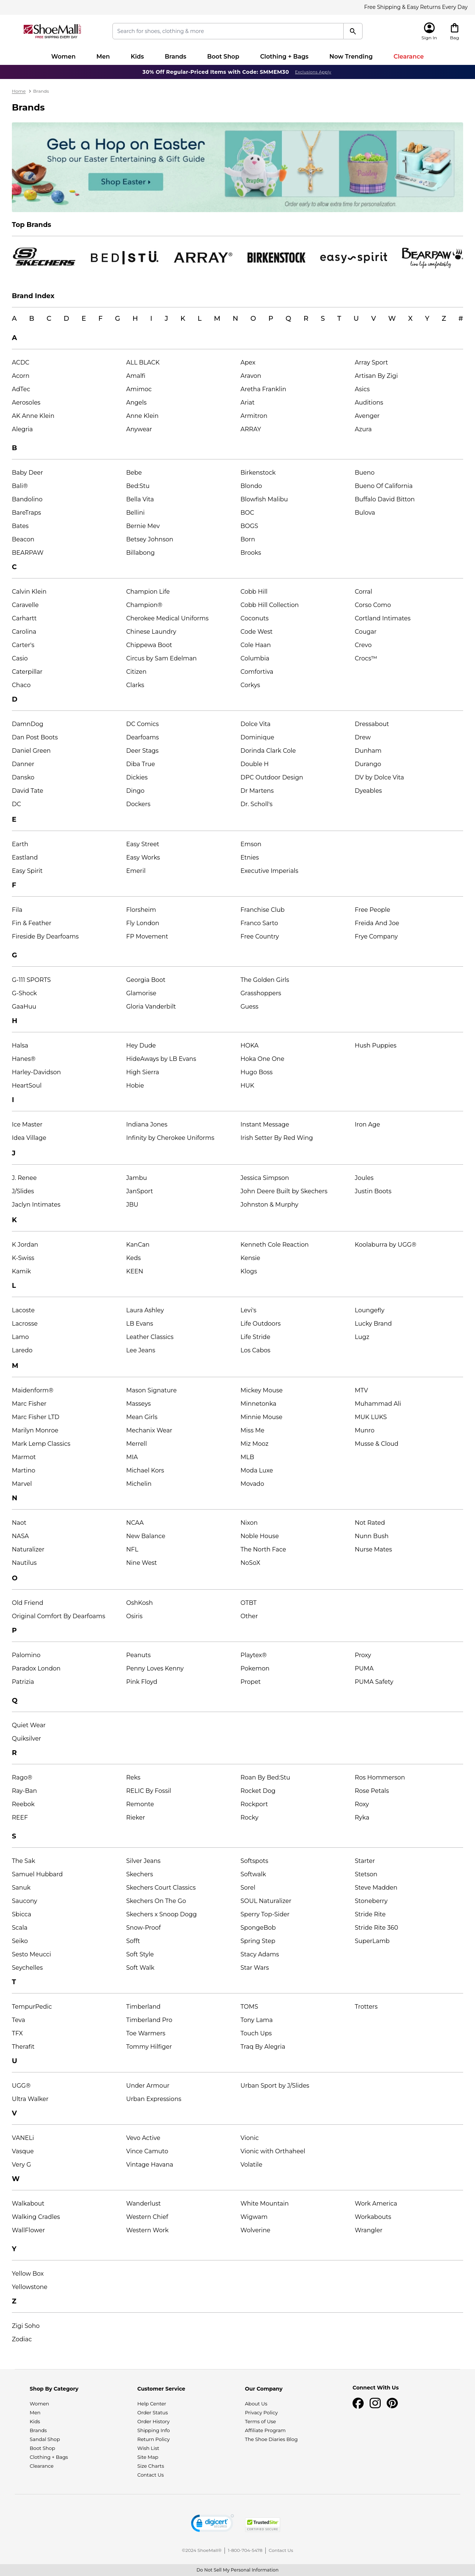 Free Shipping & Easy Returns Every Day
ShoeMall
FREE SHIPPING EVERY DAY
Search for shoes, clothing & more
Sign In
Bag
Women Men Kids Brands Boot Shop Clothing + Bags Now Trending Clearance
30% Off Regular-Priced Items with Code: SMMEM30 Exclusions Apply
Home > Brands
Brands
Get a Hop on Easter
Shop our Easter Entertaining & Gift Guide
Shop Easter
Brayden
Order early to allow time for personalization.
Top Brands
SKECHERS BED|STÜ ARRAY® BIRKENSTOCK easy spirit BEARPAW
live life comfortably
Brand Index
A B C D E F G H I J K L M N O P Q R S T U V W X Y Z #
A
ACDC ALL BLACK Apex Array Sport
Acorn Amalfi Aravon Artisan By Zigi
AdTec Amimoc Aretha Franklin Asics
Aerosoles Angels Ariat Auditions
AK Anne Klein Anne Klein Armitron Avenger
Alegria Anywear ARRAY Azura
B
Baby Deer Bebe Birkenstock Bueno
Bali® Bed:Stu Blondo Bueno Of California
Bandolino Bella Vita Blowfish Malibu Buffalo David Bitton
BareTraps Bellini BOC Bulova
Bates Bernie Mev BOGS
Beacon Betsey Johnson Born
BEARPAW Billabong Brooks
C
Calvin Klein Champion Life Cobb Hill Corral
Caravelle Champion® Cobb Hill Collection Corso Como
Carhartt Cherokee Medical Uniforms Coconuts Cortland Intimates
Carolina Chinese Laundry Code West Cougar
Carter's Chippewa Boot Cole Haan Crevo
Casio Circus by Sam Edelman Columbia Crocs™
Caterpillar Citizen Comfortiva
Chaco Clarks Corkys
D
DamnDog DC Comics Dolce Vita Dressabout
Dan Post Boots Dearfoams Dominique Drew
Daniel Green Deer Stags Dorinda Clark Cole Dunham
Danner Diba True Double H Durango
Dansko Dickies DPC Outdoor Design DV by Dolce Vita
David Tate Dingo Dr Martens Dyeables
DC Dockers Dr. Scholl's
E
Earth Easy Street Emson
Eastland Easy Works Etnies
Easy Spirit Emeril Executive Imperials
F
Fila Florsheim Franchise Club Free People
Fin & Feather Fly London Franco Sarto Freida And Joe
Fireside By Dearfoams FP Movement Free Country Frye Company
G
G-111 SPORTS Georgia Boot The Golden Girls
G-Shock Glamorise Grasshoppers
GaaHuu Gloria Vanderbilt Guess
H
Halsa Hey Dude HOKA Hush Puppies
Hanes® HideAways by LB Evans Hoka One One
Harley-Davidson High Sierra Hugo Boss
HeartSoul Hobie HUK
I
Ice Master Indiana Jones Instant Message Iron Age
Idea Village Infinity by Cherokee Uniforms Irish Setter By Red Wing
J
J. Renee Jambu Jessica Simpson Joules
J/Slides JanSport John Deere Built by Skechers Justin Boots
Jaclyn Intimates JBU Johnston & Murphy
K
K Jordan KanCan Kenneth Cole Reaction Koolaburra by UGG®
K-Swiss Keds Kensie
Kamik KEEN Klogs
L
Lacoste Laura Ashley Levi's Loungefly
Lacrosse LB Evans Life Outdoors Lucky Brand
Lamo Leather Classics Life Stride Lugz
Laredo Lee Jeans Los Cabos
M
Maidenform® Mason Signature Mickey Mouse MTV
Marc Fisher Masseys Minnetonka Muhammad Ali
Marc Fisher LTD Mean Girls Minnie Mouse MUK LUKS
Marilyn Monroe Mechanix Wear Miss Me Munro
Mark Lemp Classics Merrell Miz Mooz Musse & Cloud
Marmot MIA MLB
Martino Michael Kors Moda Luxe
Marvel Michelin Movado
N
Naot NCAA Nixon Not Rated
NASA New Balance Noble House Nunn Bush
Naturalizer NFL The North Face Nurse Mates
Nautilus Nine West NoSoX
O
Old Friend OshKosh OTBT
Original Comfort By Dearfoams Osiris Other
P
Palomino Peanuts Playtex® Proxy
Paradox London Penny Loves Kenny Pokemon PUMA
Patrizia Pink Floyd Propet PUMA Safety
Q
Quiet Wear
Quiksilver
R
Rago® Reks Roan By Bed:Stu Ros Hommerson
Ray-Ban RELIC By Fossil Rocket Dog Rose Petals
Reebok Remonte Rockport Roxy
REEF Rieker Rocky Ryka
S
The Sak Silver Jeans Softspots Starter
Samuel Hubbard Skechers Softwalk Stetson
Sanuk Skechers Court Classics Sorel Steve Madden
Saucony Skechers On The Go SOUL Naturalizer Stoneberry
Sbicca Skechers x Snoop Dogg Sperry Top-Sider Stride Rite
Scala Snow-Proof SpongeBob Stride Rite 360
Seiko Sofft Spring Step SuperLamb
Sesto Meucci Soft Style Stacy Adams
Seychelles Soft Walk Star Wars
T
TempurPedic Timberland TOMS Trotters
Teva Timberland Pro Tony Lama
TFX Toe Warmers Touch Ups
Therafit Tommy Hilfiger Traq By Alegria
U
UGG® Under Armour Urban Sport by J/Slides
Ultra Walker Urban Expressions
V
VANELi Vevo Active Vionic
Vasque Vince Camuto Vionic with Orthaheel
Very G Vintage Havana Volatile
W
Walkabout Wanderlust White Mountain Work America
Walking Cradles Western Chief Wigwam Workabouts
WallFlower Western Work Wolverine Wrangler
Y
Yellow Box
Yellowstone
Z
Zigi Soho
Zodiac
Shop By Category Customer Service Our Company Connect With Us
Women Help Center About Us
Men Order Status Privacy Policy
Kids Order History Terms of Use
Brands Shipping Info Affiliate Program
Sandal Shop Return Policy The Shoe Diaries Blog
Boot Shop Wish List
Clothing + Bags Site Map
Clearance Size Charts
Contact Us
digicert
TrustedSite
CERTIFIED SECURE
©2024 ShoeMall® | 1-800-704-5478 | Contact Us
Do Not Sell My Personal Information